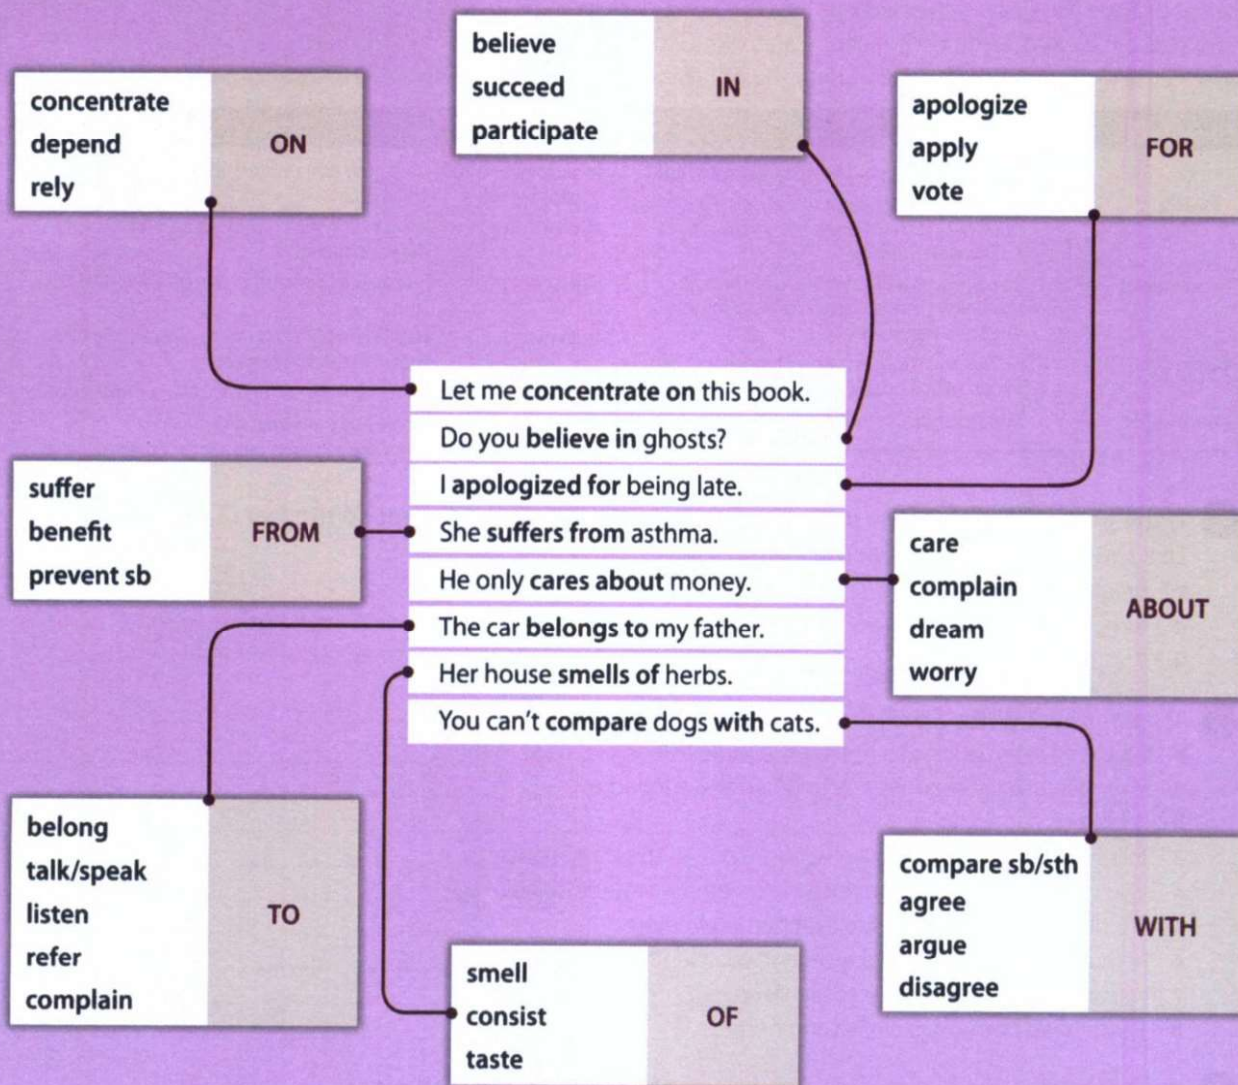 believe
succeed
participate
IN
concentrate
depend
rely
ON
apologize
apply
vote
FOR
Let me concentrate on this book.
Do you believe in ghosts?
I apologized for being late.
She suffers from asthma.
He only cares about money.
The car belongs to my father.
Her house smells of herbs.
You can't compare dogs with cats.
suffer
benefit
prevent sb
FROM
care
complain
dream
worry
ABOUT
belong
talk/speak
listen
refer
complain
TO
smell
consist
taste
OF
compare sb/sth
agree
argue
disagree
WITH